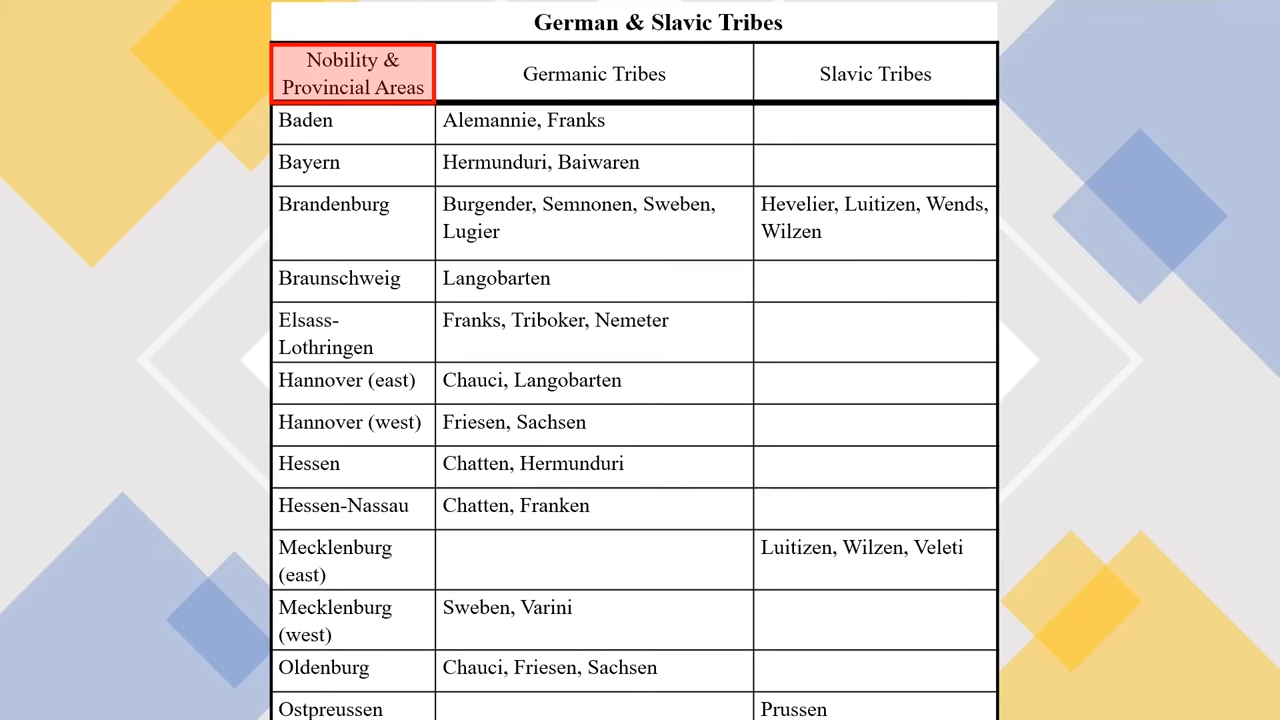 German & Slavic Tribes
Nobility &
Provincial Areas
Germanic Tribes
Slavic Tribes
Baden
Alemannie, Franks
Bayern
Hermunduri, Baiwaren
Brandenburg
Burgender, Semnonen, Sweben,
Lugier
Hevelier, Luitizen, Wends,
Wilzen
Braunschweig
Langobarten
Elsass-
Lothringen
Franks, Triboker, Nemeter
Hannover (east)
Chauci, Langobarten
Hannover (west)
Friesen, Sachsen
Hessen
Chatten, Hermunduri
Hessen-Nassau
Chatten, Franken
Mecklenburg
(east)
Luitizen, Wilzen, Veleti
Mecklenburg
(west)
Sweben, Varini
Oldenburg
Chauci, Friesen, Sachsen
Ostpreussen
Prussen